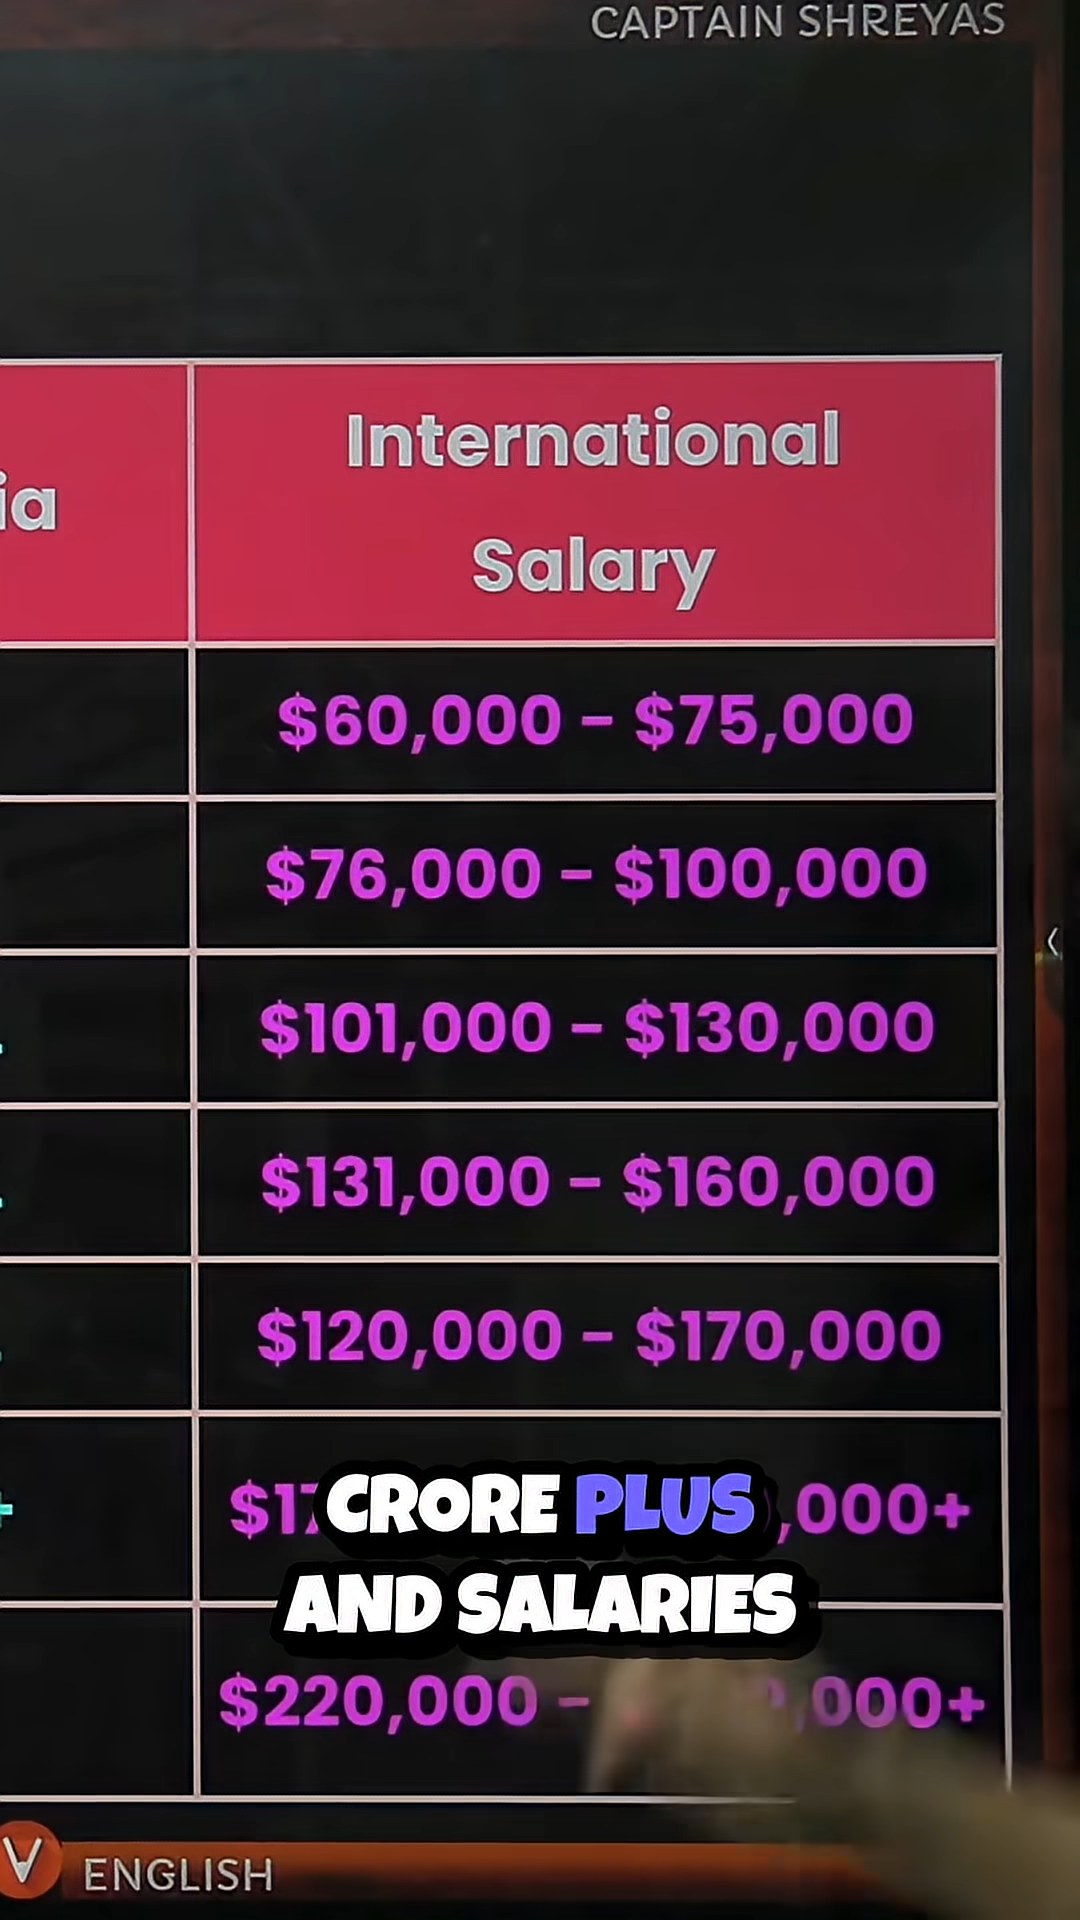 CAPTAIN SHREYAS
ia
International
Salary
$60,000 - $75,000
$76,000 - $100,000
$101,000 - $130,000
$131,000 - $160,000
$120,000 - $170,000
+ ,000+
CRORE PLUS
AND SALARIES
$220,000 - ,000+
V ENGLISH